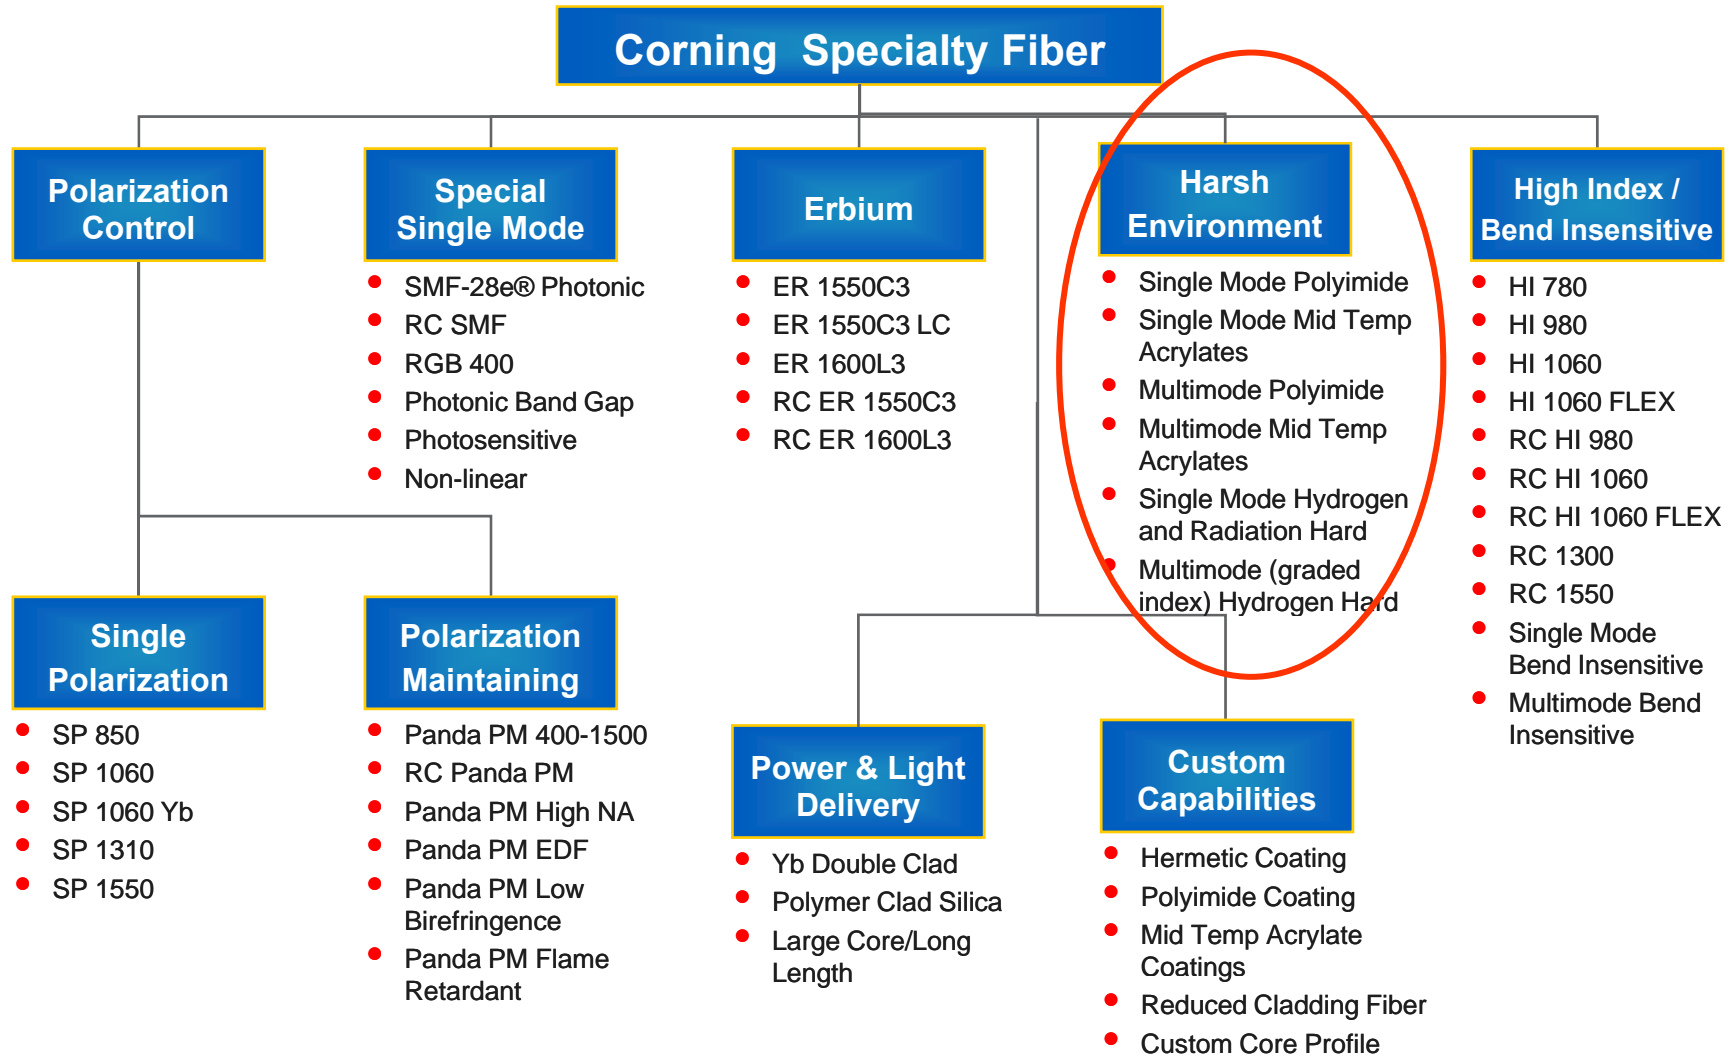 Corning Specialty Fiber
Polarization
Control
Special
Single Mode
SMF-28e® Photonic
RC SMF
RGB 400
Photonic Band Gap
Photosensitive
Non-linear
Erbium
ER 1550C3
ER 1550C3 LC
ER 1600L3
RC ER 1550C3
RC ER 1600L3
Harsh
Environment
Single Mode Polyimide
Single Mode Mid Temp
Acrylates
Multimode Polyimide
Multimode Mid Temp
Acrylates
Single Mode Hydrogen
and Radiation Hard
Multimode (graded
index) Hydrogen Hard
High Index /
Bend Insensitive
HI 780
HI 980
HI 1060
HI 1060 FLEX
RC HI 980
RC HI 1060
RC HI 1060 FLEX
RC 1300
RC 1550
Single Mode
Bend Insensitive
Multimode Bend
Insensitive
Single
Polarization
SP 850
SP 1060
SP 1060 Yb
SP 1310
SP 1550
Polarization
Maintaining
Panda PM 400-1500
RC Panda PM
Panda PM High NA
Panda PM EDF
Panda PM Low
Birefringence
Panda PM Flame
Retardant
Power & Light
Delivery
Yb Double Clad
Polymer Clad Silica
Large Core/Long
Length
Custom
Capabilities
Hermetic Coating
Polyimide Coating
Mid Temp Acrylate
Coatings
Reduced Cladding Fiber
Custom Core Profile